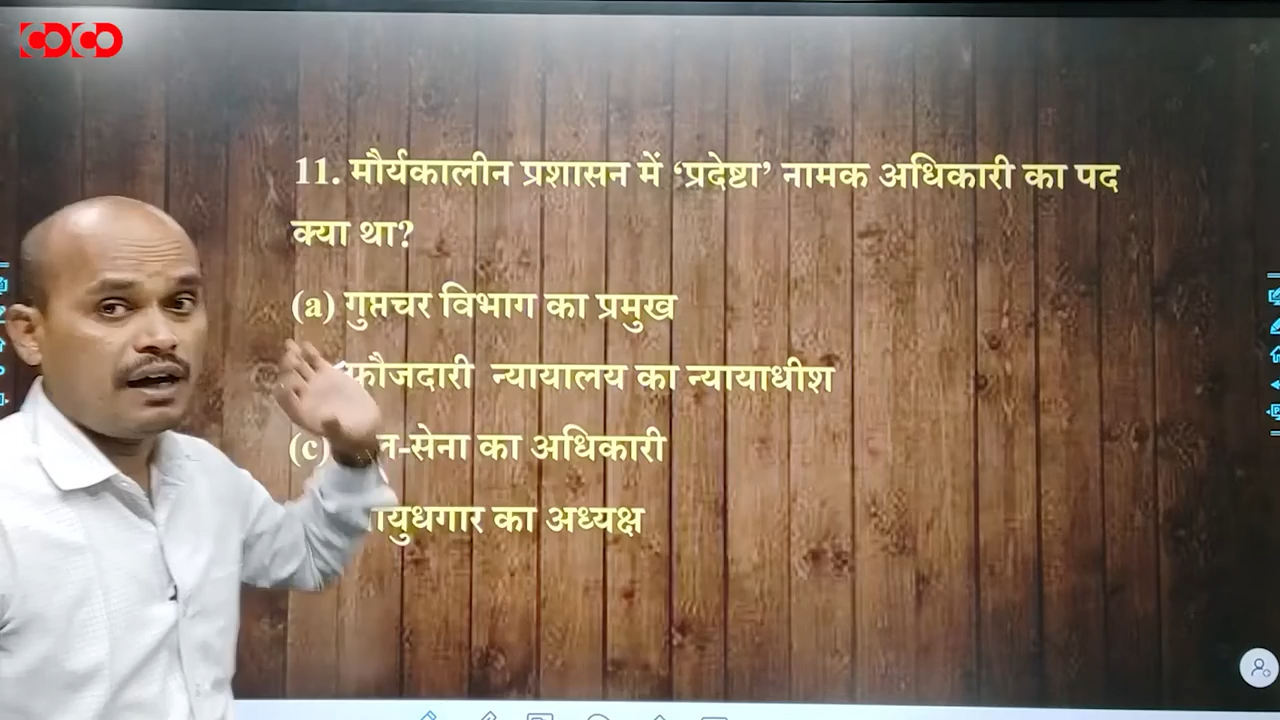 11. मौर्यकालीन प्रशासन में ‘प्रदेष्टा’ नामक अधिकारी का पद
क्या था?
(a) गुप्तचर विभाग का प्रमुख
फौजदारी न्यायालय का न्यायाधीश
(c) का अधिकारी
का अध्यक्ष